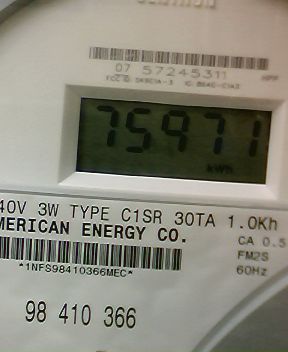 07 57245311
75971
kWh
40V 3W TYPE C1SR 30TA 1.0Kh
MERICAN ENERGY CO.
CA 0.5
FM2S
*1NFS98410366MEC*
60Hz
98 410 366